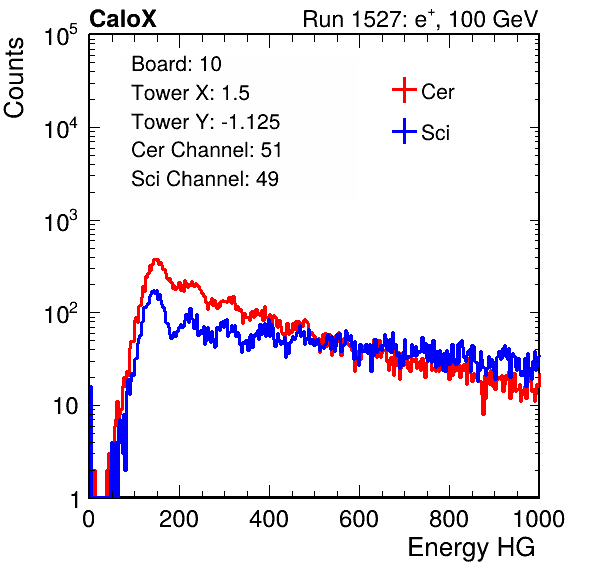 CaloX Run 1527: e⁺, 100 GeV
Counts
10⁵
10⁴
10³
10²
10
1
Board: 10
Tower X: 1.5
Tower Y: -1.125
Cer Channel: 51
Sci Channel: 49
Cer
Sci
0 200 400 600 800 1000
Energy HG